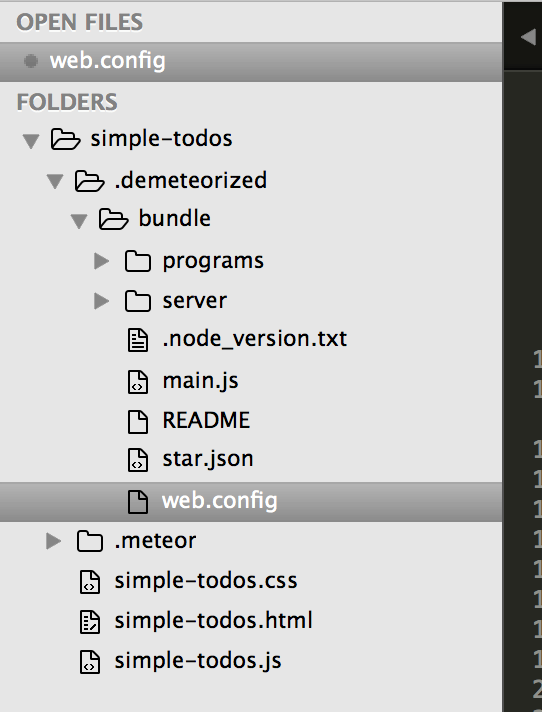 OPEN FILES
web.config
FOLDERS
simple-todos
.demeteorized
bundle
programs
server
.node_version.txt
main.js
README
star.json
web.config
.meteor
simple-todos.css
simple-todos.html
simple-todos.js